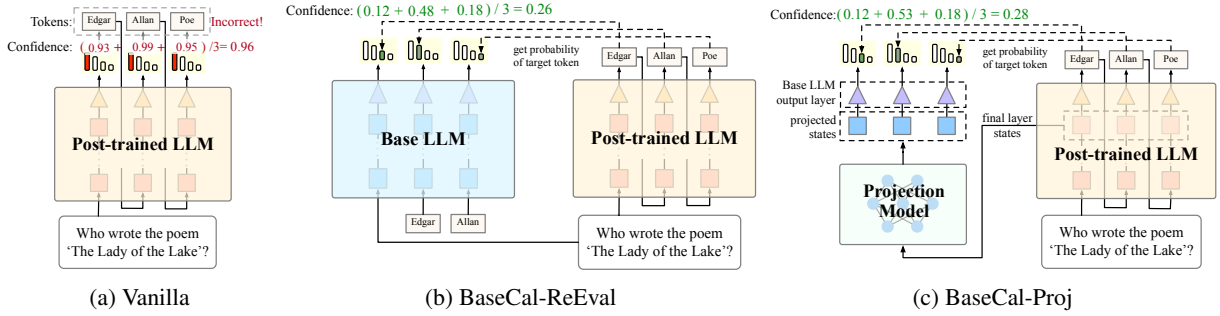 Tokens: Edgar Allan Poe Incorrect!
Confidence: (0.93 + 0.99 + 0.95) /3= 0.96
Post-trained LLM
Who wrote the poem
‘The Lady of the Lake’?
(a) Vanilla
Confidence: (0.12 + 0.48 + 0.18) / 3 = 0.26
get probability
of target token
Edgar Allan Poe
Base LLM
Post-trained LLM
Edgar Allan
Who wrote the poem
‘The Lady of the Lake’?
(b) BaseCal-ReEval
Confidence: (0.12 + 0.53 + 0.18) / 3 = 0.28
get probability
of target token
Edgar Allan Poe
Base LLM
output layer
projected
states
final layer
states
Post-trained LLM
Projection
Model
Who wrote the poem
‘The Lady of the Lake’?
(c) BaseCal-Proj